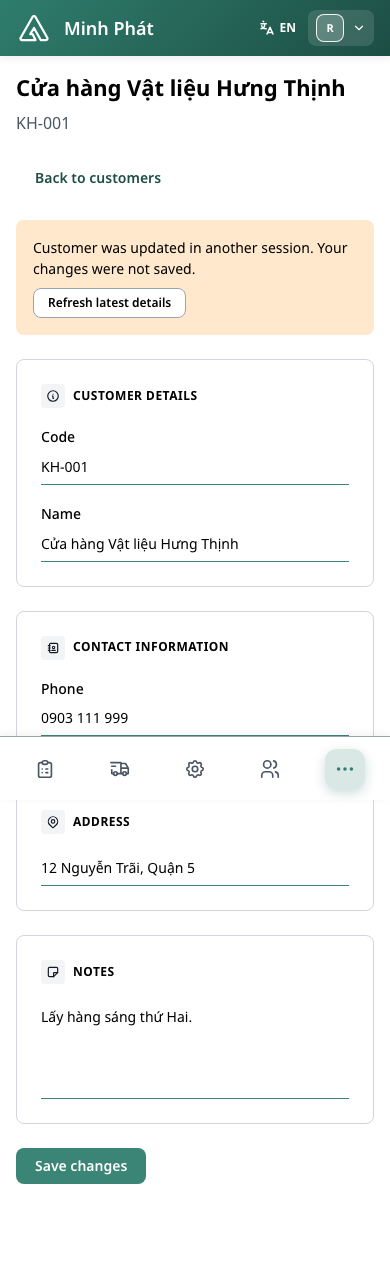 Minh Phát
EN
R
Cửa hàng Vật liệu Hưng Thịnh
KH-001
Back to customers
Customer was updated in another session. Your
changes were not saved.
Refresh latest details
CUSTOMER DETAILS
Code
KH-001
Name
Cửa hàng Vật liệu Hưng Thịnh
CONTACT INFORMATION
Phone
0903 111 999
ADDRESS
12 Nguyễn Trãi, Quận 5
NOTES
Lấy hàng sáng thứ Hai.
Save changes